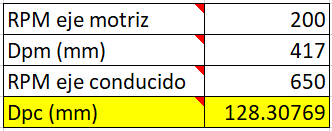 RPM eje motriz 200
Dpm (mm) 417
RPM eje conducido 650
Dpc (mm) 128.30769